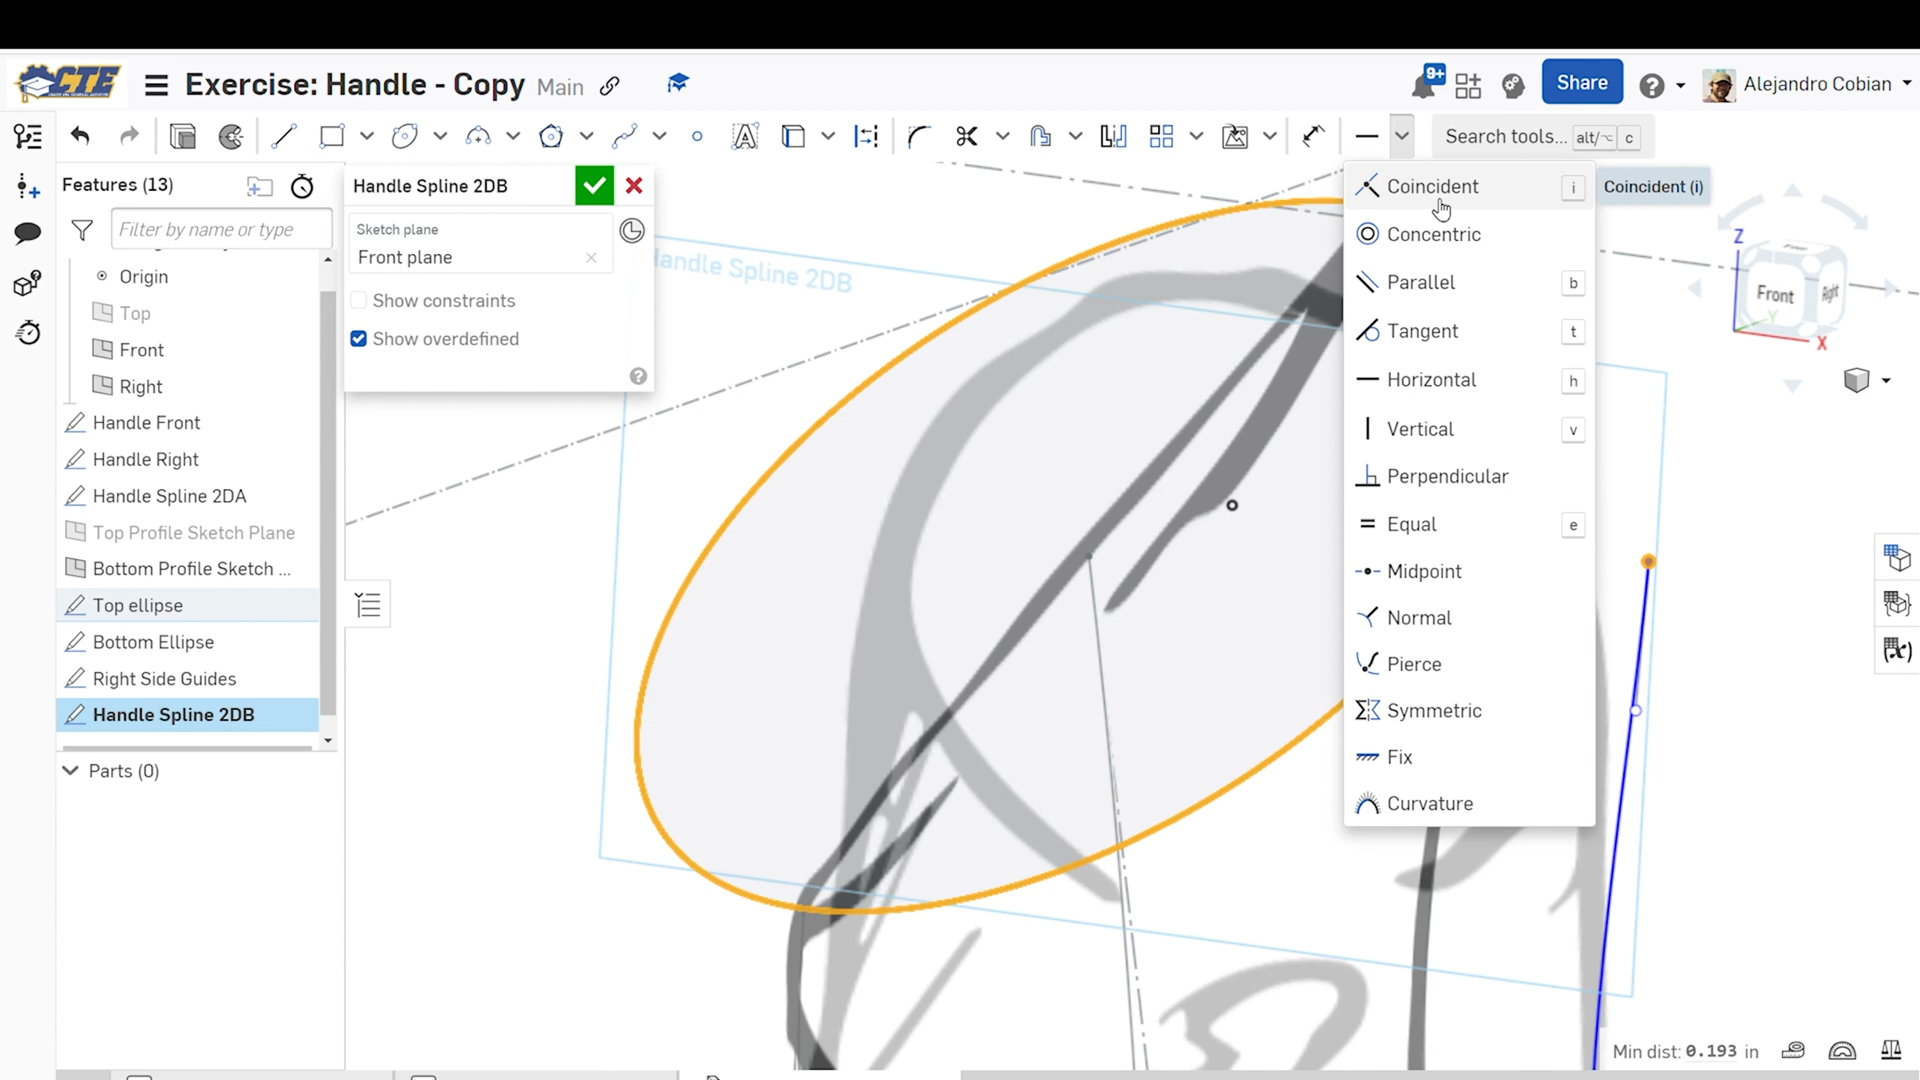 CTE
Exercise: Handle - Copy Main
9+
Share
Alejandro Cobian
Search tools... alt/⌥ c
Features (13)
Filter by name or type
Origin
Top
Front
Right
Handle Front
Handle Right
Handle Spline 2DA
Top Profile Sketch Plane
Bottom Profile Sketch ...
Top ellipse
Bottom Ellipse
Right Side Guides
Handle Spline 2DB
Parts (0)
Handle Spline 2DB
Sketch plane
Front plane
Show constraints
Show overdefined
Handle Spline 2DB
Coincident i
Concentric
Parallel b
Tangent t
Horizontal h
Vertical v
Perpendicular
Equal e
Midpoint
Normal
Pierce
Symmetric
Fix
Curvature
Coincident (i)
Z
Front
Right
Y
X
Min dist: 0.193 in